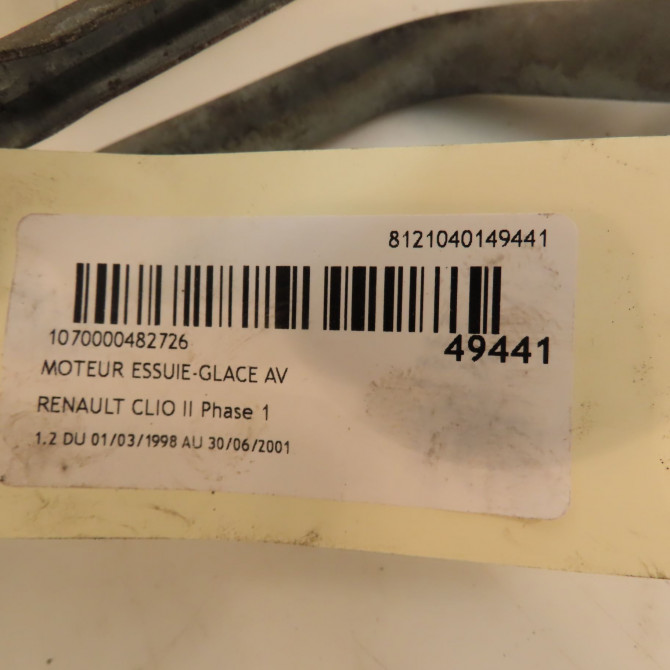 8121040149441
1070000482726
49441
MOTEUR ESSUIE-GLACE AV
RENAULT CLIO II Phase 1
1.2 DU 01/03/1998 AU 30/06/2001